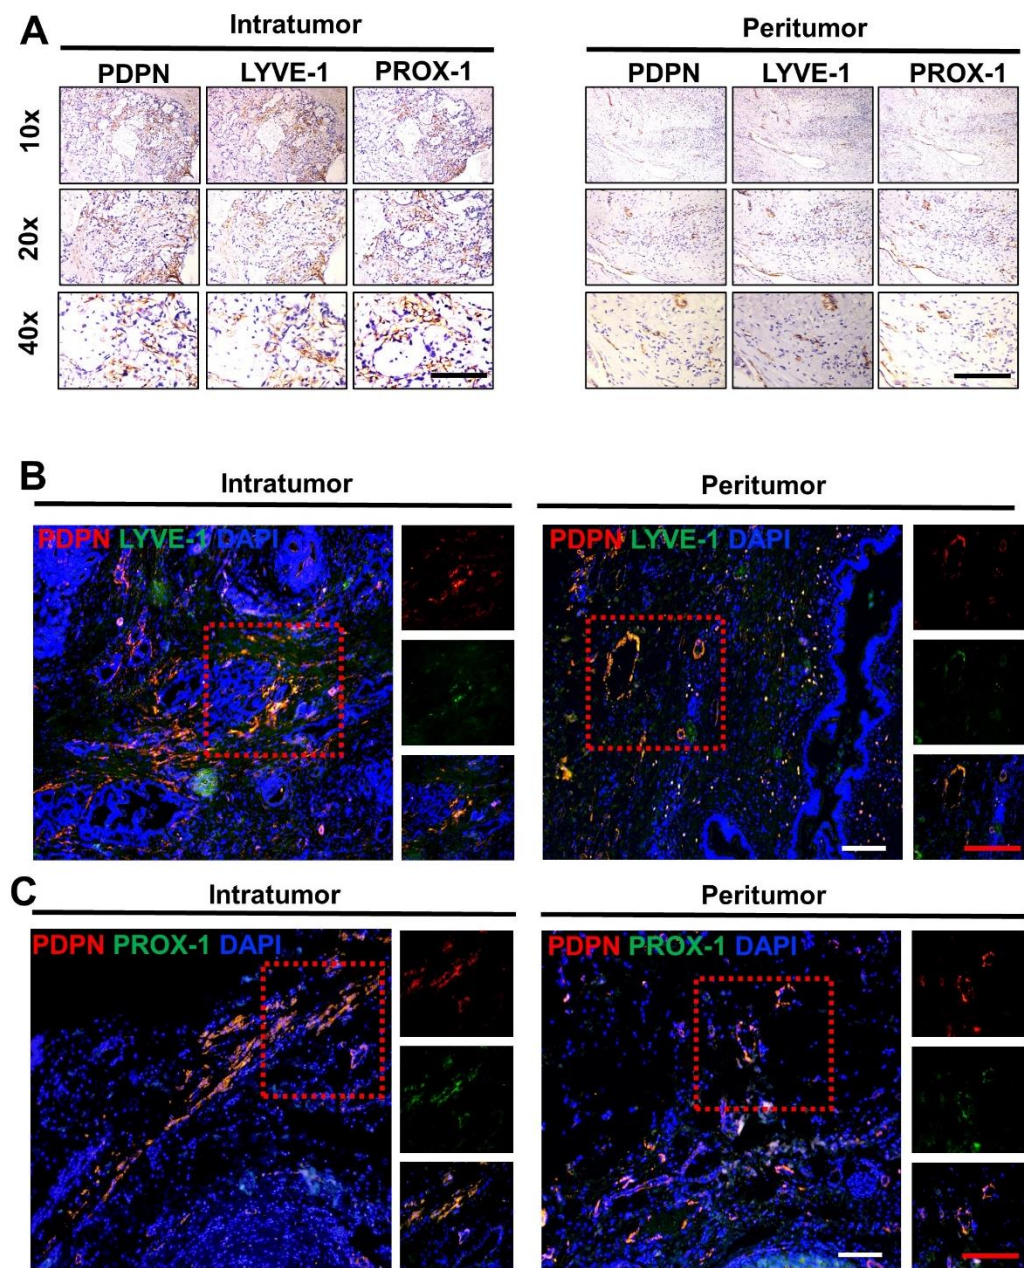 A
Intratumor
Peritumor
PDPN LYVE-1 PROX-1
PDPN LYVE-1 PROX-1
10x
20x
40x
B
Intratumor
Peritumor
PDPN LYVE-1 DAPI
PDPN LYVE-1 DAPI
C
Intratumor
Peritumor
PDPN PROX-1 DAPI
PDPN PROX-1 DAPI